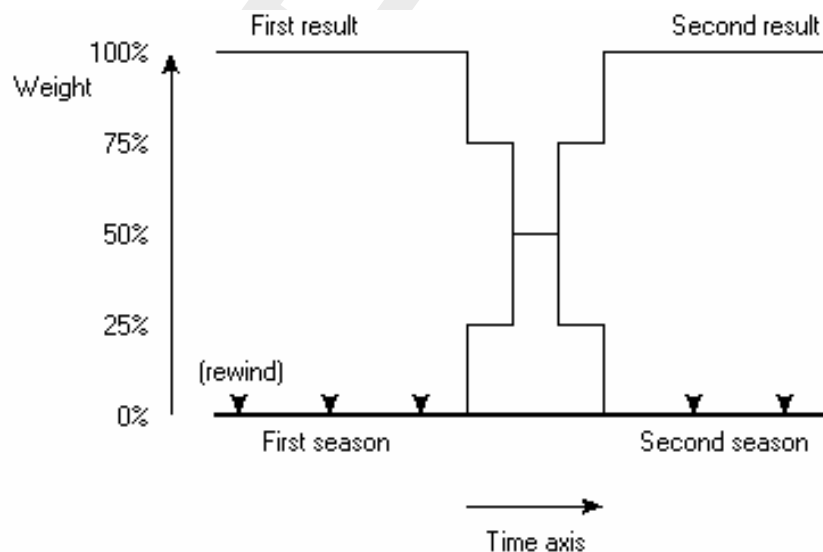 First result
Second result
100%
Weight
75%
50%
25%
(rewind)
0%
First season
Second season
Time axis